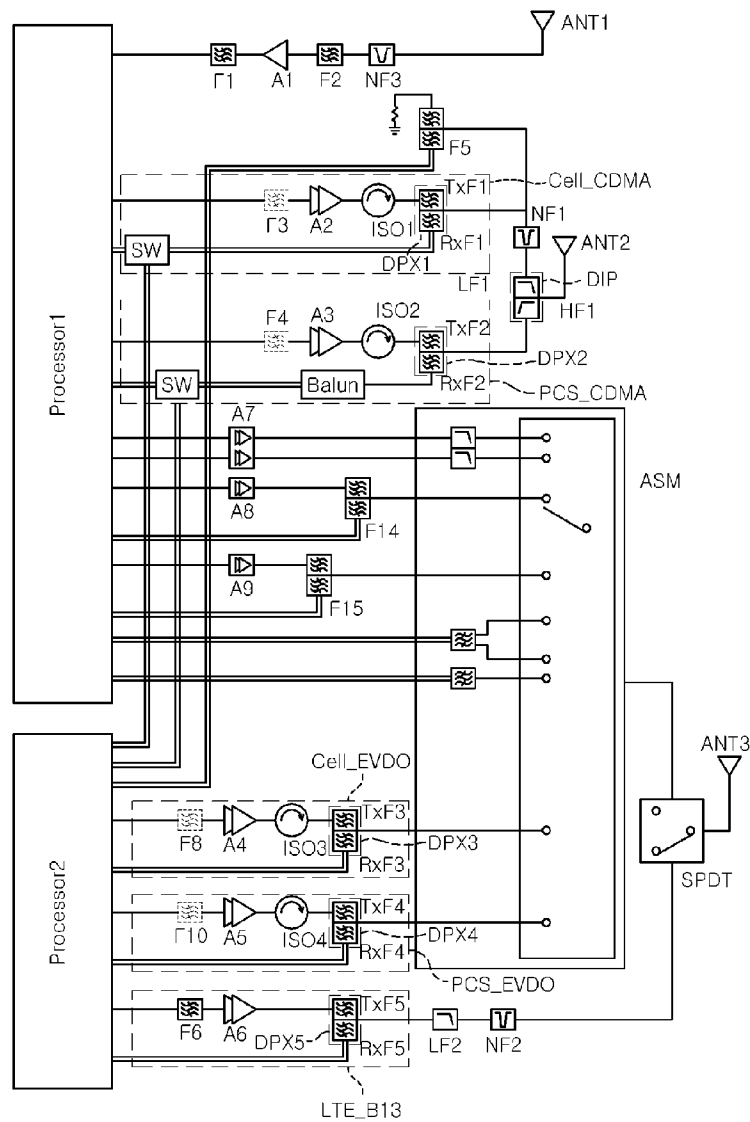 ANT1
Γ1
A1
F2
NF3
F5
Processor1
TxF1
Cell_CDMA
Γ3
A2
ISO1
RxF1
DPX1
NF1
ANT2
SW
LF1
DIP
HF1
F4
A3
ISO2
TxF2
DPX2
SW
Balun
RxF2
PCS_CDMA
A7
ASM
A8
F14
A9
F15
Processor2
Cell_EVDO
TxF3
F8
A4
ISO3
RxF3
DPX3
ANT3
SPDT
TxF4
Γ10
A5
ISO4
RxF4
DPX4
PCS_EVDO
TxF5
F6
A6
DPX5
RxF5
LF2
NF2
LTE_B13